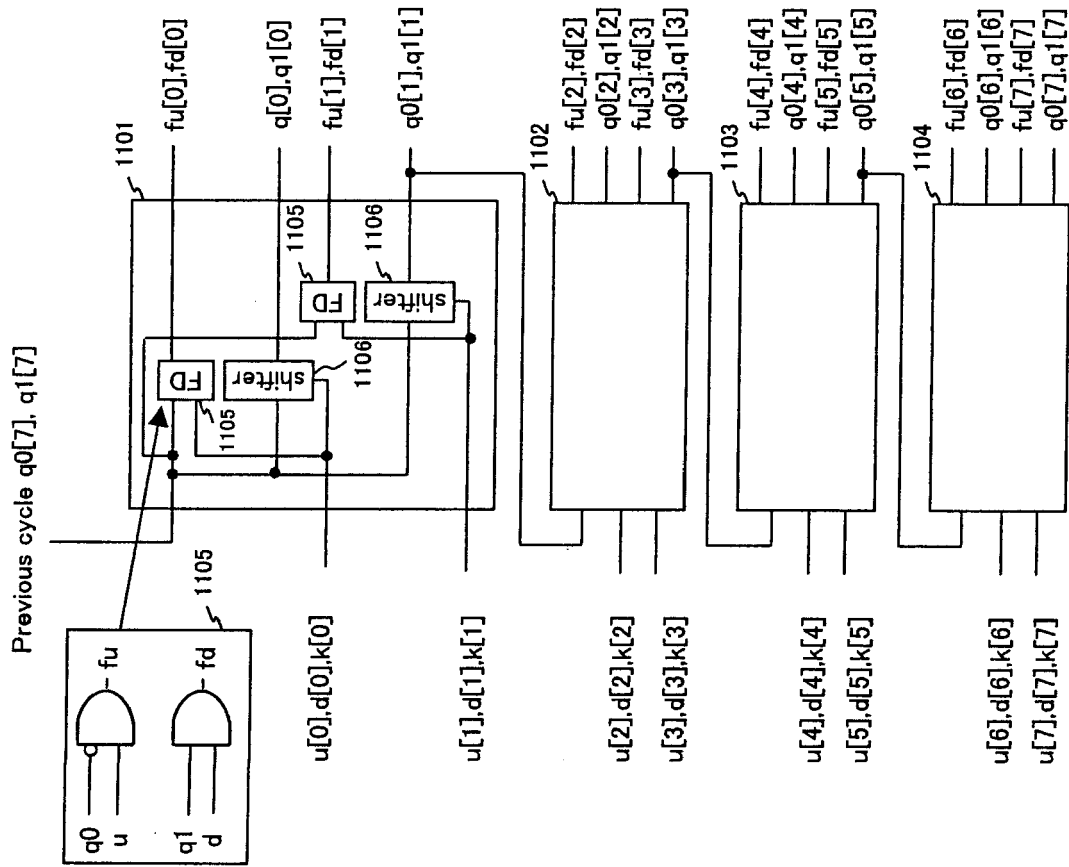 Previous cycle q0[7], q1[7]
1105
q0
u
fu
q1
d
fd
1101
FD
1105
shifter
1106
FD
1105
shifter
1106
u[0],d[0],k[0]
u[1],d[1],k[1]
fu[0],fd[0]
q[0],q1[0]
fu[1],fd[1]
q0[1],q1[1]
1102
u[2],d[2],k[2]
u[3],d[3],k[3]
fu[2],fd[2]
q0[2],q1[2]
fu[3],fd[3]
q0[3],q1[3]
1103
u[4],d[4],k[4]
u[5],d[5],k[5]
fu[4],fd[4]
q0[4],q1[4]
fu[5],fd[5]
q0[5],q1[5]
1104
u[6],d[6],k[6]
u[7],d[7],k[7]
fu[6],fd[6]
q0[6],q1[6]
fu[7],fd[7]
q0[7],q1[7]